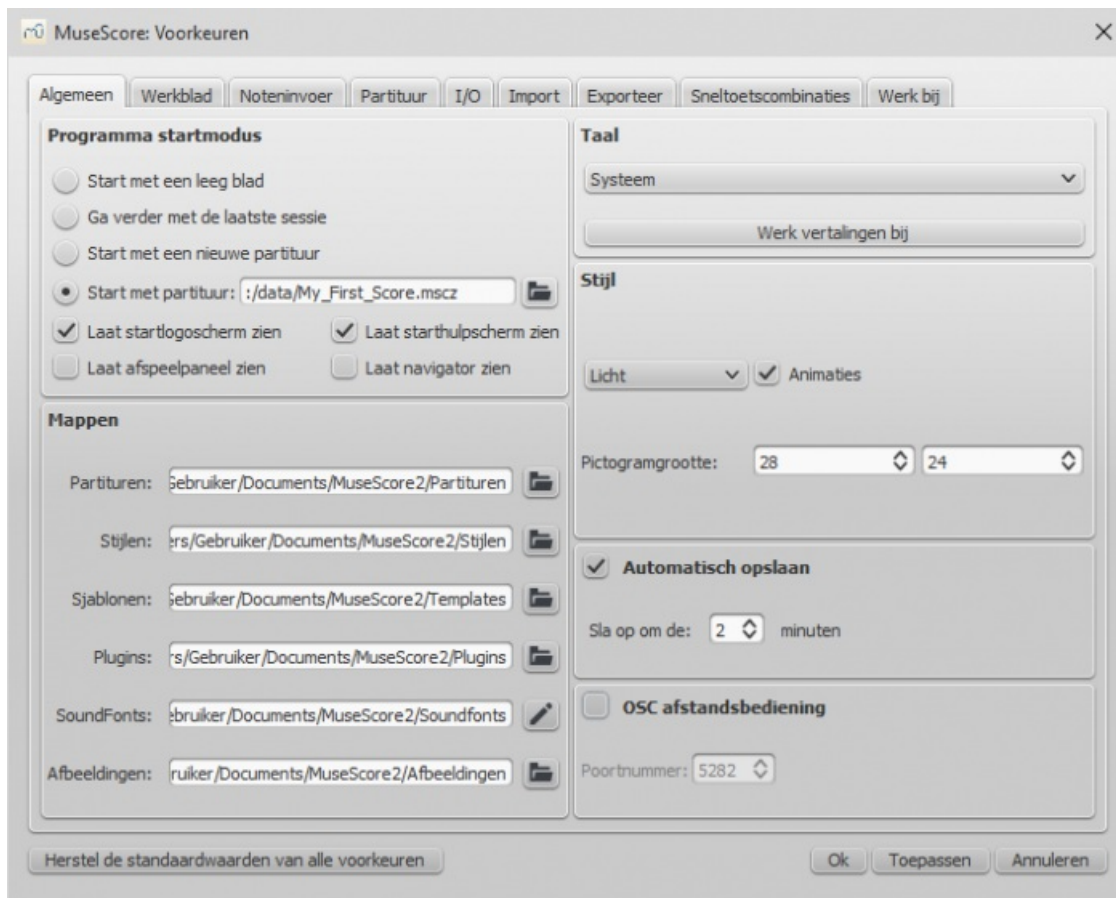 MuseScore: Voorkeuren
Algemeen Werkblad Noteninvoer Partituur I/O Import Exporteer Sneltoetscombinaties Werk bij
Programma startmodus
Start met een leeg blad
Ga verder met de laatste sessie
Start met een nieuwe partituur
Start met partituur: :/data/My_First_Score.mscz
Laat startlogoscherm zien Laat starthulpscherm zien
Laat afspeelpaneel zien Laat navigator zien
Mappen
Partituren: Gebruiker/Documents/MuseScore2/Partituren
Stijlen: ers/Gebruiker/Documents/MuseScore2/Stijlen
Sjablonen: Gebruiker/Documents/MuseScore2/Templates
Plugins: rs/Gebruiker/Documents/MuseScore2/Plugins
SoundFonts: ebruiker/Documents/MuseScore2/Soundfonts
Afbeeldingen: ruiker/Documents/MuseScore2/Afbeeldingen
Taal
Systeem
Werk vertalingen bij
Stijl
Licht Animaties
Pictogramgrootte: 28 24
Automatisch opslaan
Sla op om de: 2 minuten
OSC afstandsbediening
Poortnummer: 5282
Herstel de standaardwaarden van alle voorkeuren Ok Toepassen Annuleren